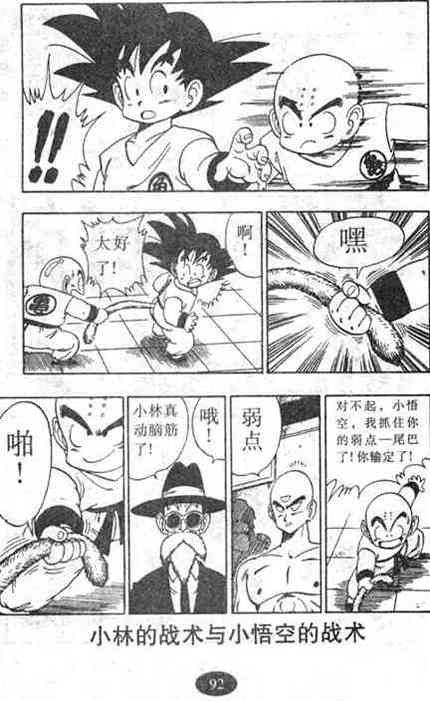 !!
嘿
啊！
太好
了！
对不起，小悟
空，我抓住你
的弱点—尾巴
了！你输定了！
弱点
哦！
小林真
动脑筋
了！
啪！
小林的战术与小悟空的战术
92